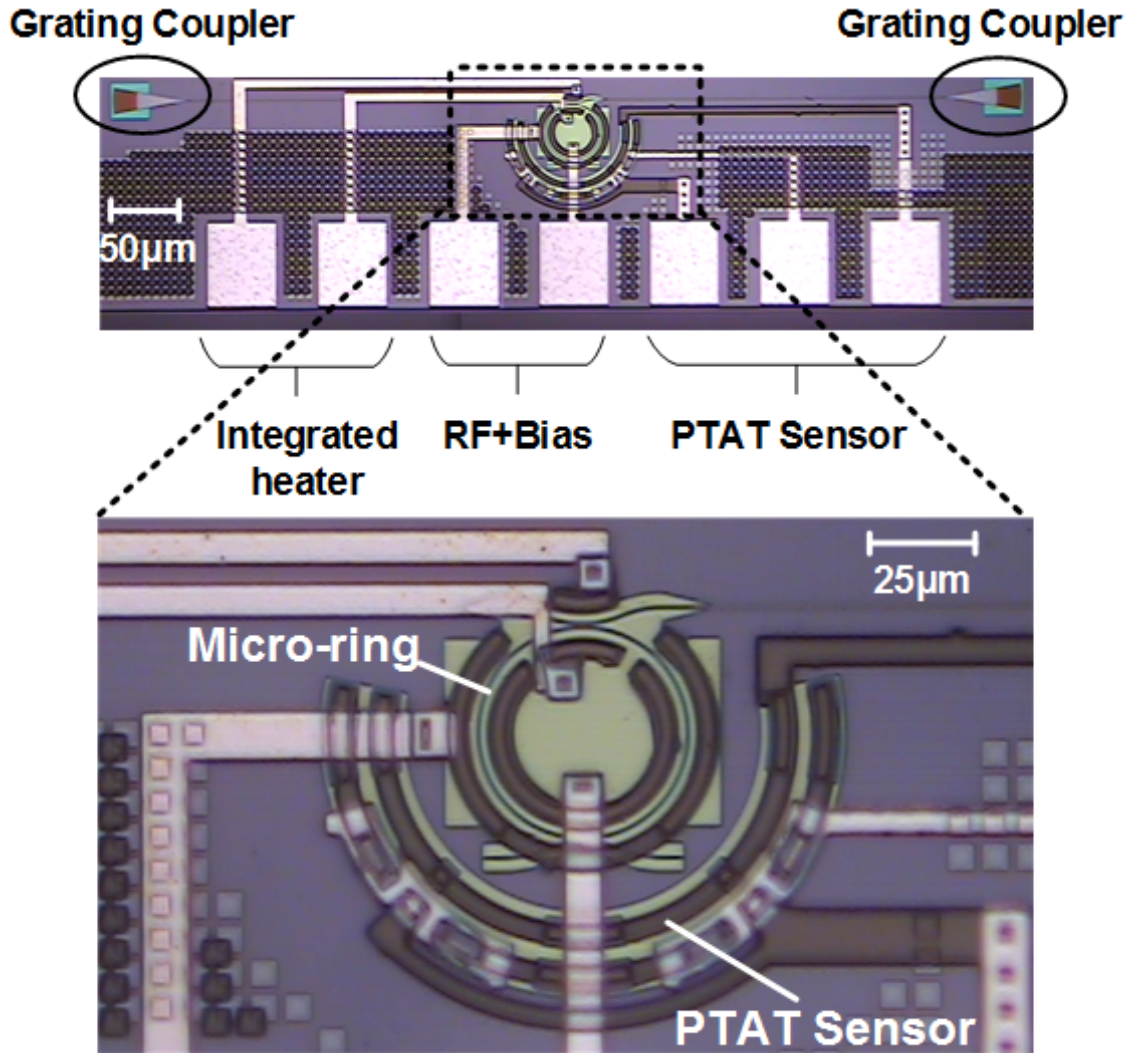 Grating Coupler
Grating Coupler
50μm
Integrated
heater
RF+Bias
PTAT Sensor
25μm
Micro-ring
PTAT Sensor